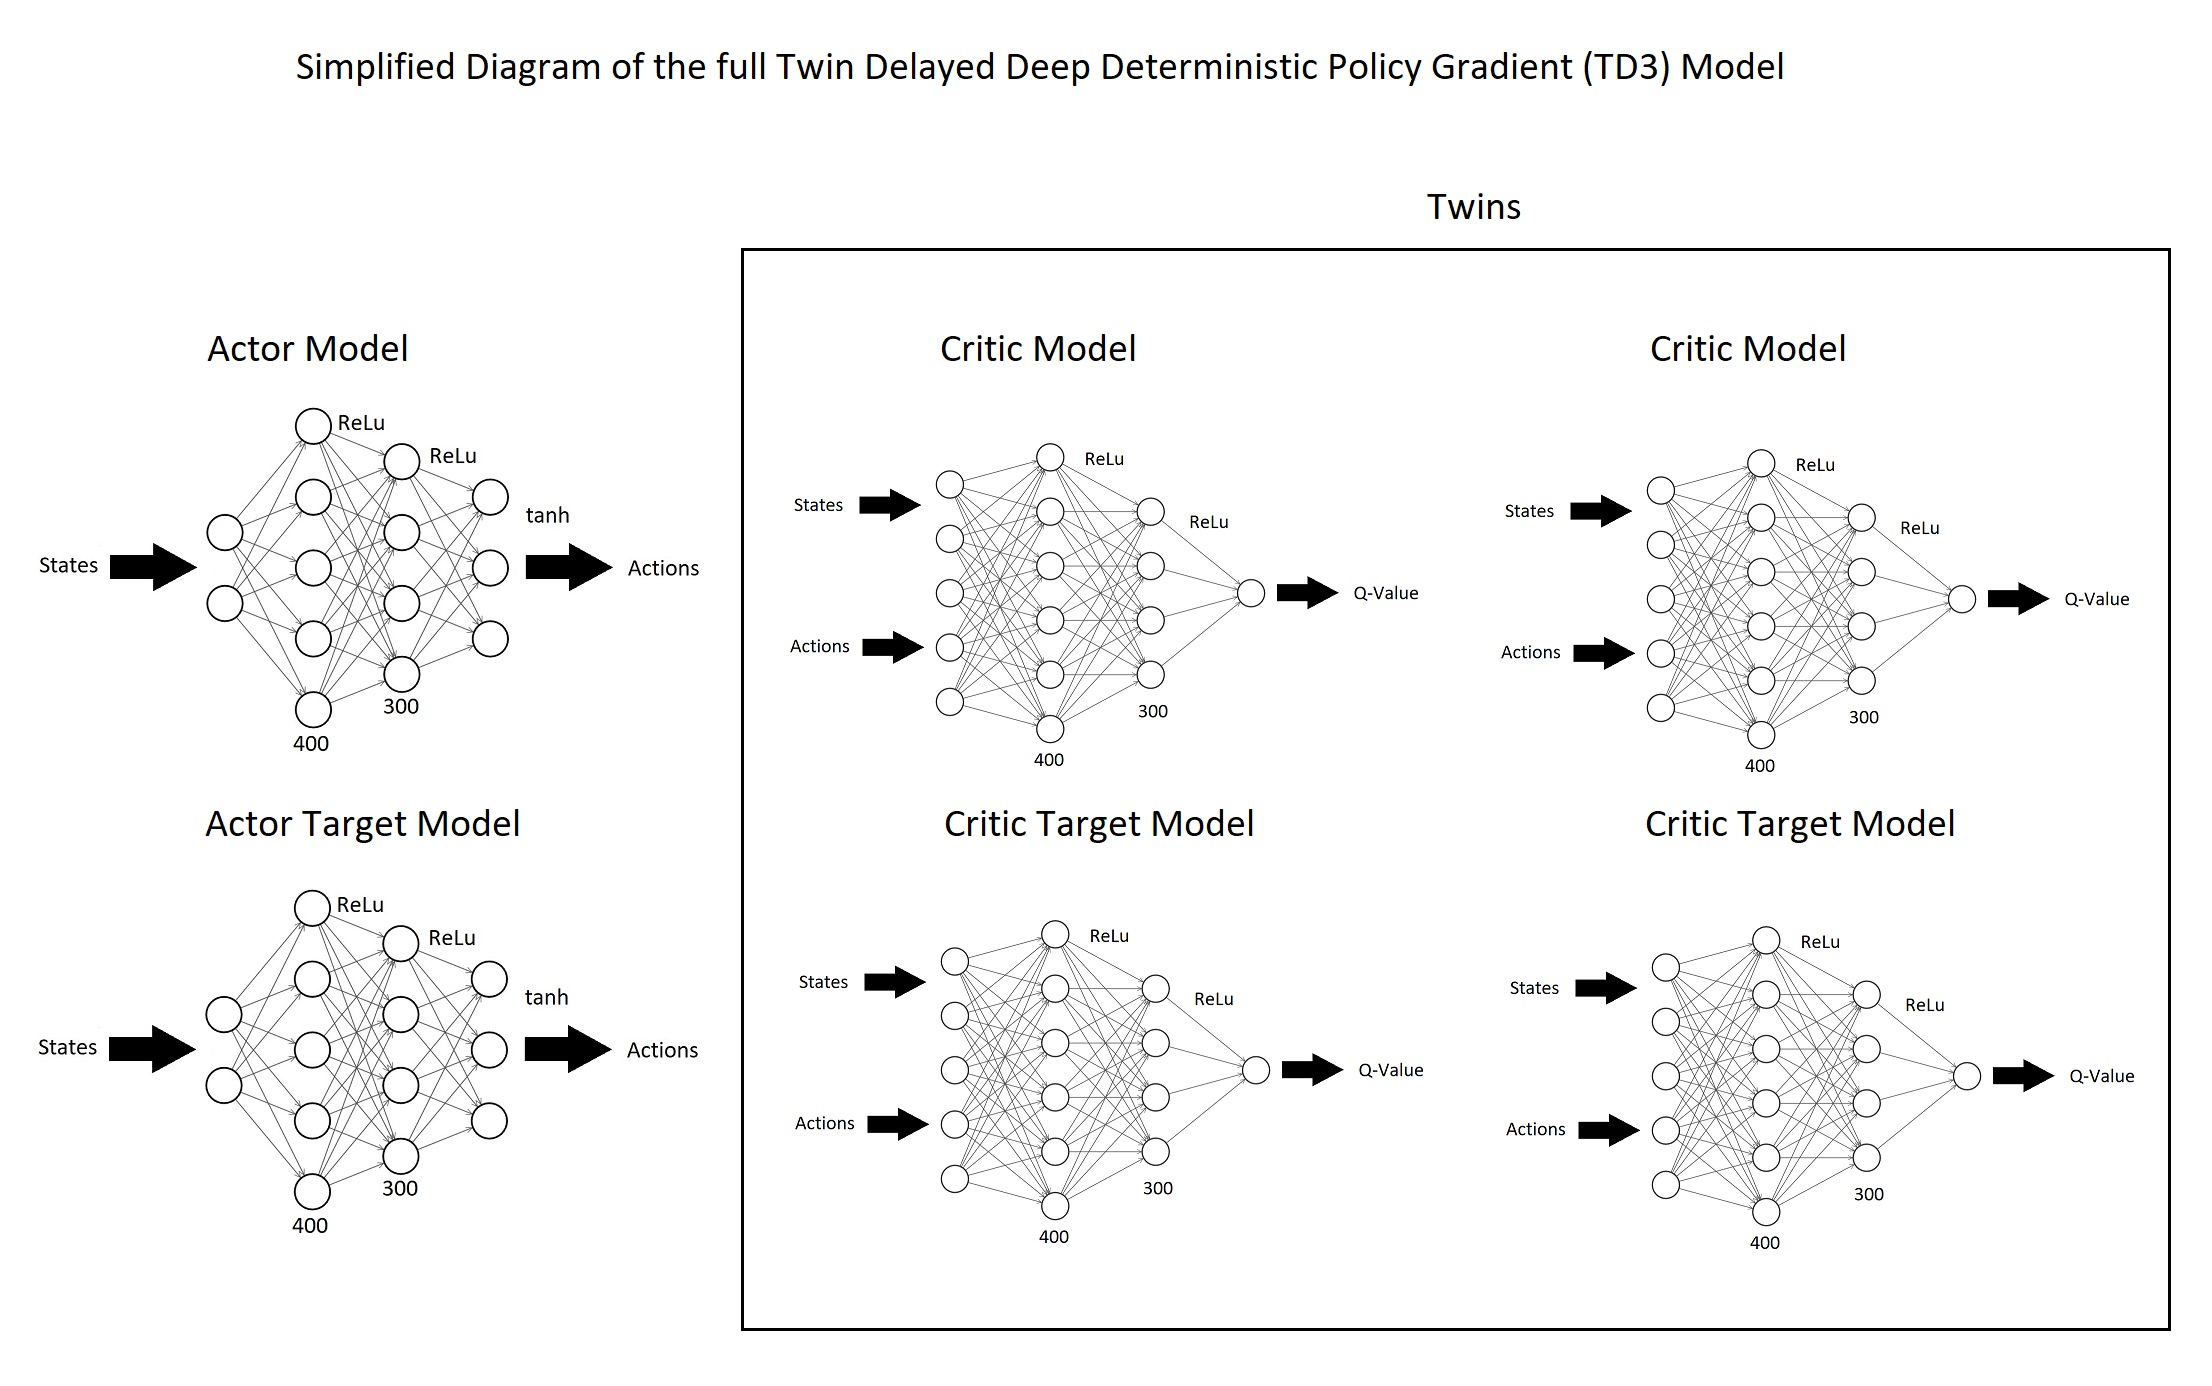 Simplified Diagram of the full Twin Delayed Deep Deterministic Policy Gradient (TD3) Model
Twins
Actor Model
ReLu
ReLu
tanh
States
Actions
300
400
Critic Model
ReLu
States
ReLu
Q-Value
Actions
300
400
Critic Model
ReLu
States
ReLu
Q-Value
Actions
300
400
Actor Target Model
ReLu
ReLu
tanh
States
Actions
300
400
Critic Target Model
ReLu
States
ReLu
Q-Value
Actions
300
400
Critic Target Model
ReLu
States
ReLu
Q-Value
Actions
300
400